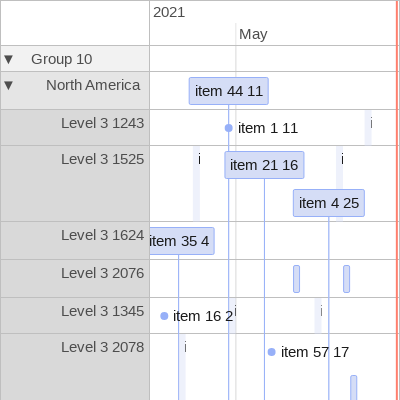 2021
May
▼ Group 10
▼ North America
item 44 11
Level 3 1243
item 1 11
i
Level 3 1525
i
item 21 16
i
item 4 25
Level 3 1624
item 35 4
Level 3 2076
Level 3 1345
item 16 2
i
i
Level 3 2078
i
item 57 17